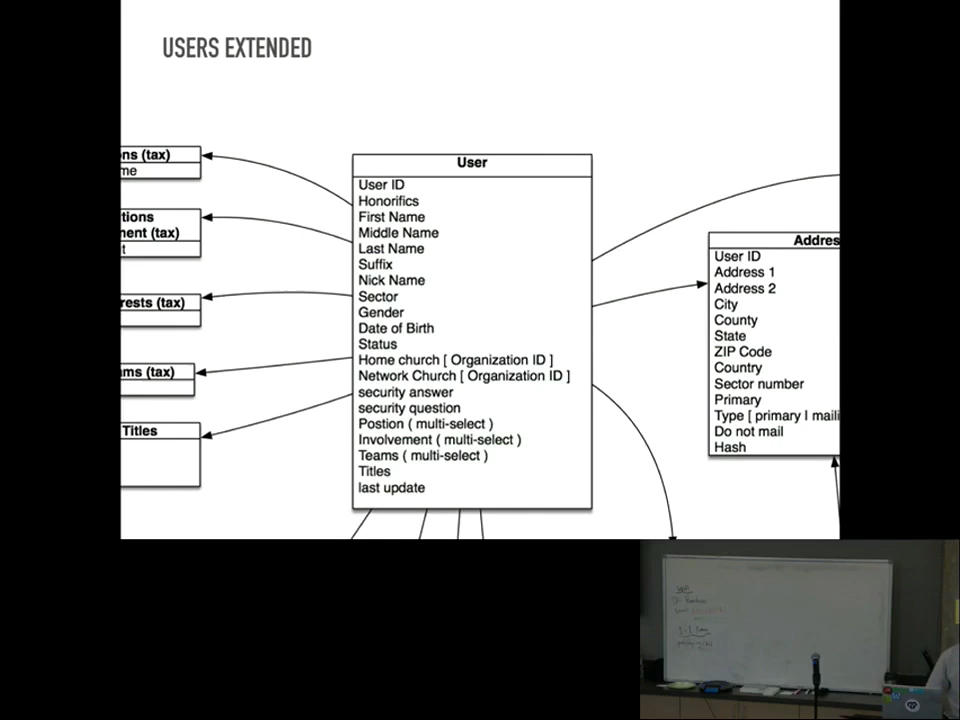 USERS EXTENDED
ons (tax)
me
tions
ment (tax)
t
rests (tax)
ms (tax)
Titles
User
User ID
Honorifics
First Name
Middle Name
Last Name
Suffix
Nick Name
Sector
Gender
Date of Birth
Status
Home church [ Organization ID ]
Network Church [ Organization ID ]
security answer
security question
Postion ( multi-select )
Involvement ( multi-select )
Teams ( multi-select )
Titles
last update
Addres
User ID
Address 1
Address 2
City
County
State
ZIP Code
Country
Sector number
Primary
Type [ primary | maili
Do not mail
Hash